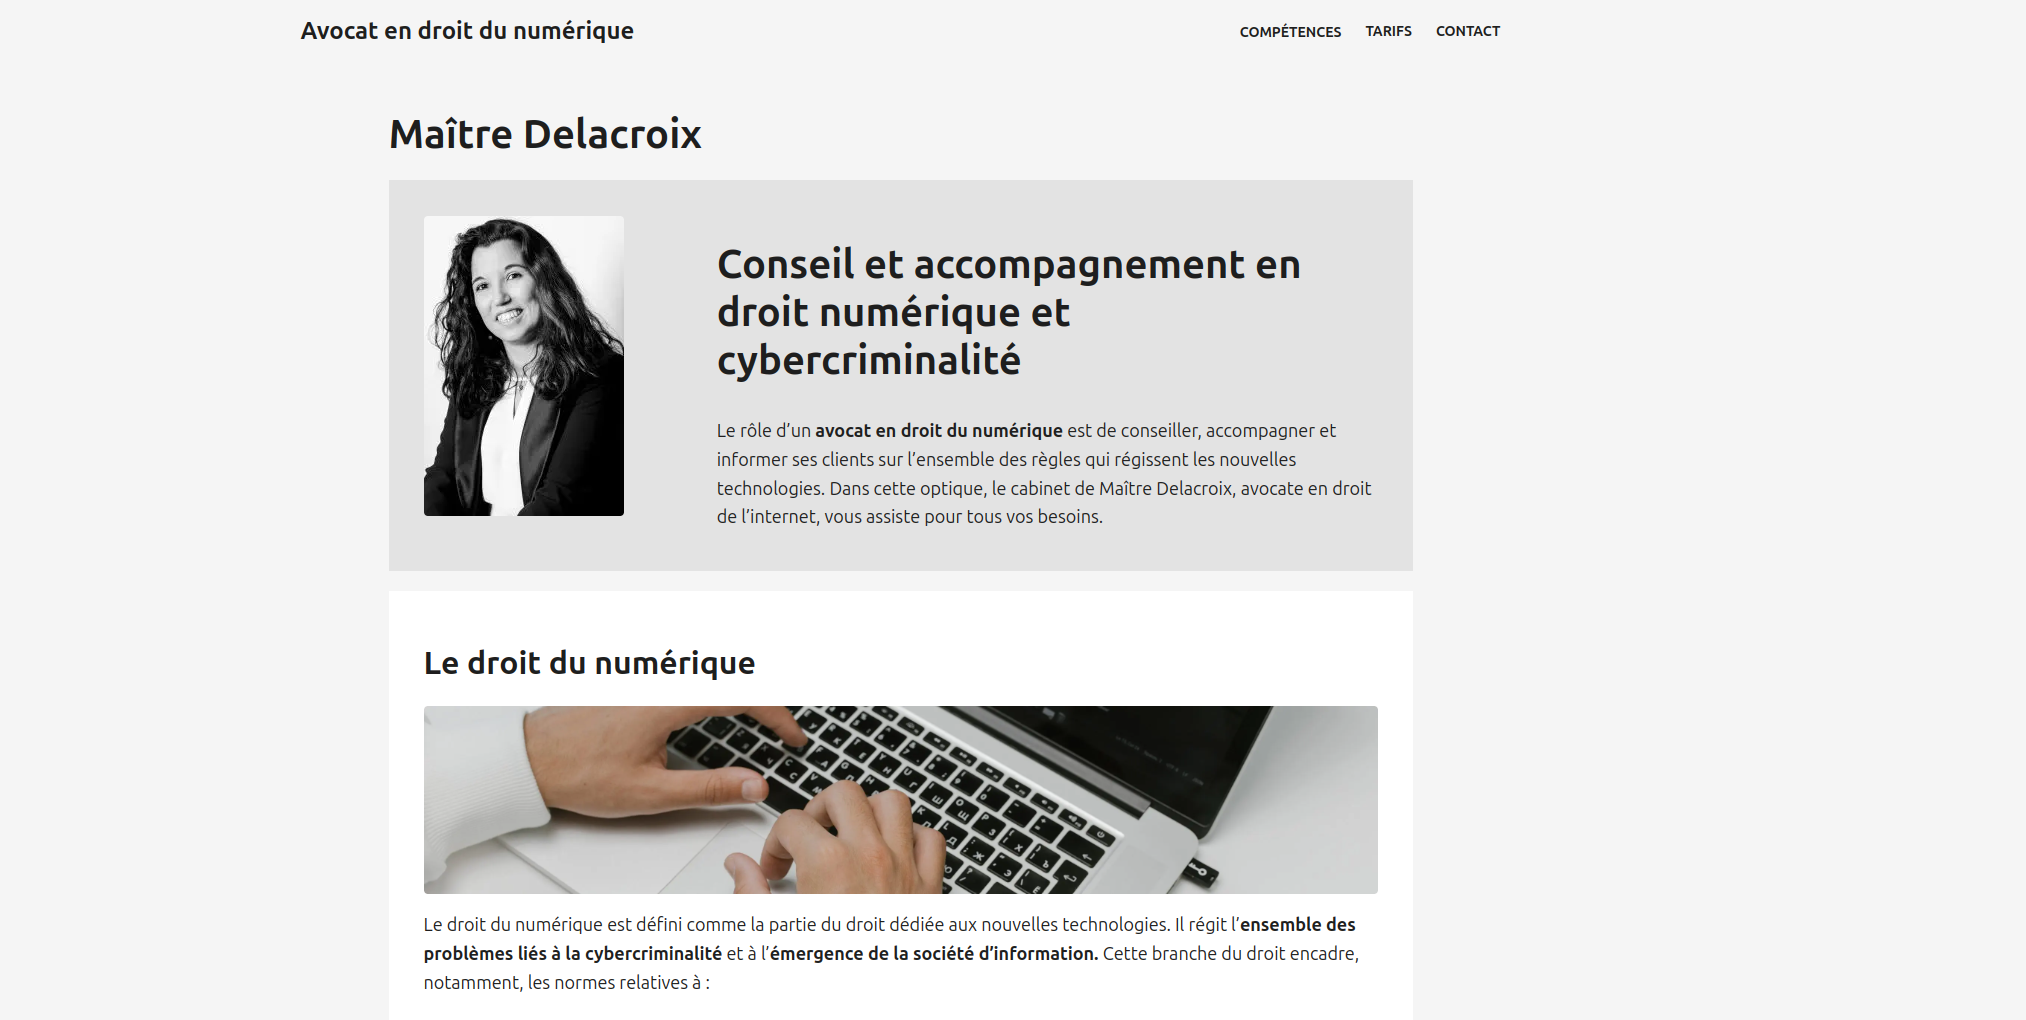 Avocat en droit du numérique
COMPÉTENCES TARIFS CONTACT
Maître Delacroix
Conseil et accompagnement en
droit numérique et
cybercriminalité
Le rôle d’un avocat en droit du numérique est de conseiller, accompagner et
informer ses clients sur l’ensemble des règles qui régissent les nouvelles
technologies. Dans cette optique, le cabinet de Maître Delacroix, avocate en droit
de l’internet, vous assiste pour tous vos besoins.
Le droit du numérique
Le droit du numérique est défini comme la partie du droit dédiée aux nouvelles technologies. Il régit l’ensemble des
problèmes liés à la cybercriminalité et à l’émergence de la société d’information. Cette branche du droit encadre,
notamment, les normes relatives à :